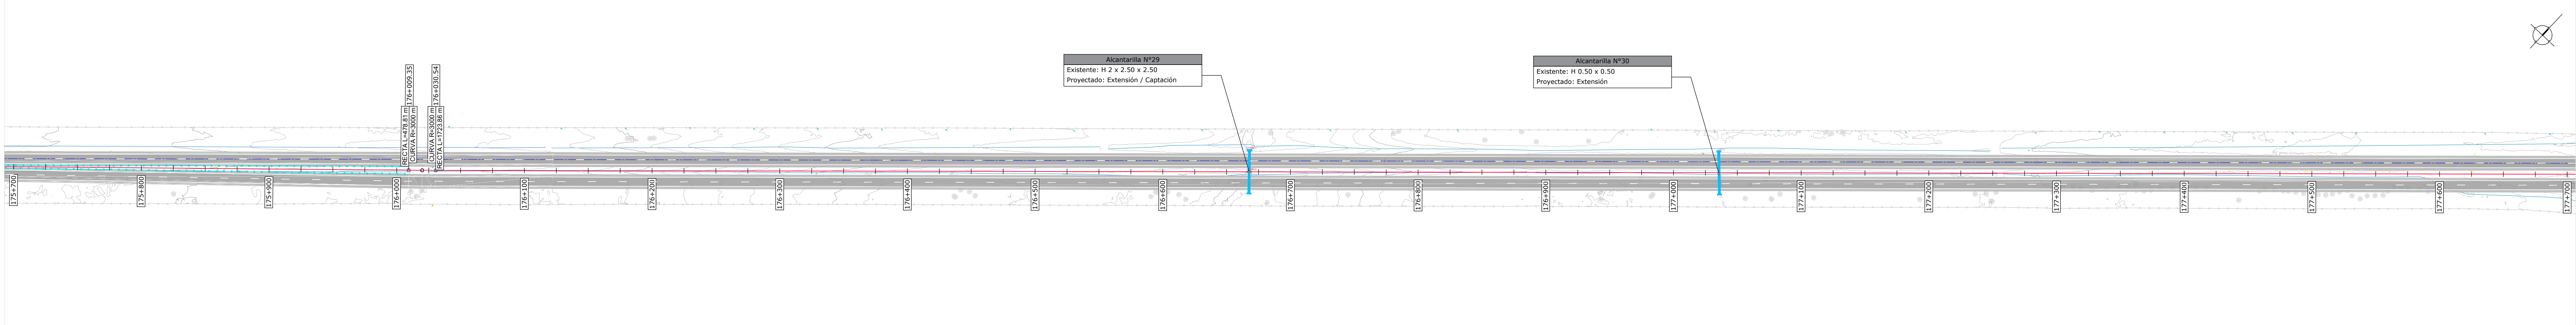 Alcantarilla N°29
Existente: H 2 x 2.50 x 2.50
Proyectado: Extensión / Captación
Alcantarilla N°30
Existente: H 0.50 x 0.50
Proyectado: Extensión
176+009.35
176+030.54
RECTA L=478.81 m
CURVA R=3000 m
CURVA R=3000 m
RECTA L=1723.86 m
175+700
175+800
175+900
176+000
176+100
176+200
176+300
176+400
176+500
176+600
176+700
176+800
176+900
177+000
177+100
177+200
177+300
177+400
177+500
177+600
177+700